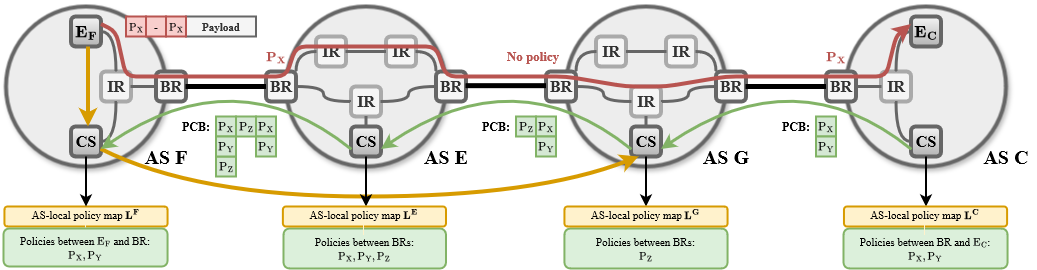 P_X - P_X Payload
E_F
IR
BR
CS
AS F
P_X
PCB:
P_X P_Z P_X
P_Y P_Y
P_Z
BR
IR
IR
IR
CS
BR
AS E
No policy
PCB:
P_Z P_X
P_Y
BR
IR
IR
IR
CS
BR
AS G
P_X
PCB:
P_X
P_Y
BR
IR
E_C
CS
AS C
AS-local policy map L^F
Policies between E_F and BR:
P_X, P_Y
AS-local policy map L^E
Policies between BRs:
P_X, P_Y, P_Z
AS-local policy map L^G
Policies between BRs:
P_Z
AS-local policy map L^C
Policies between BR and E_C:
P_X, P_Y